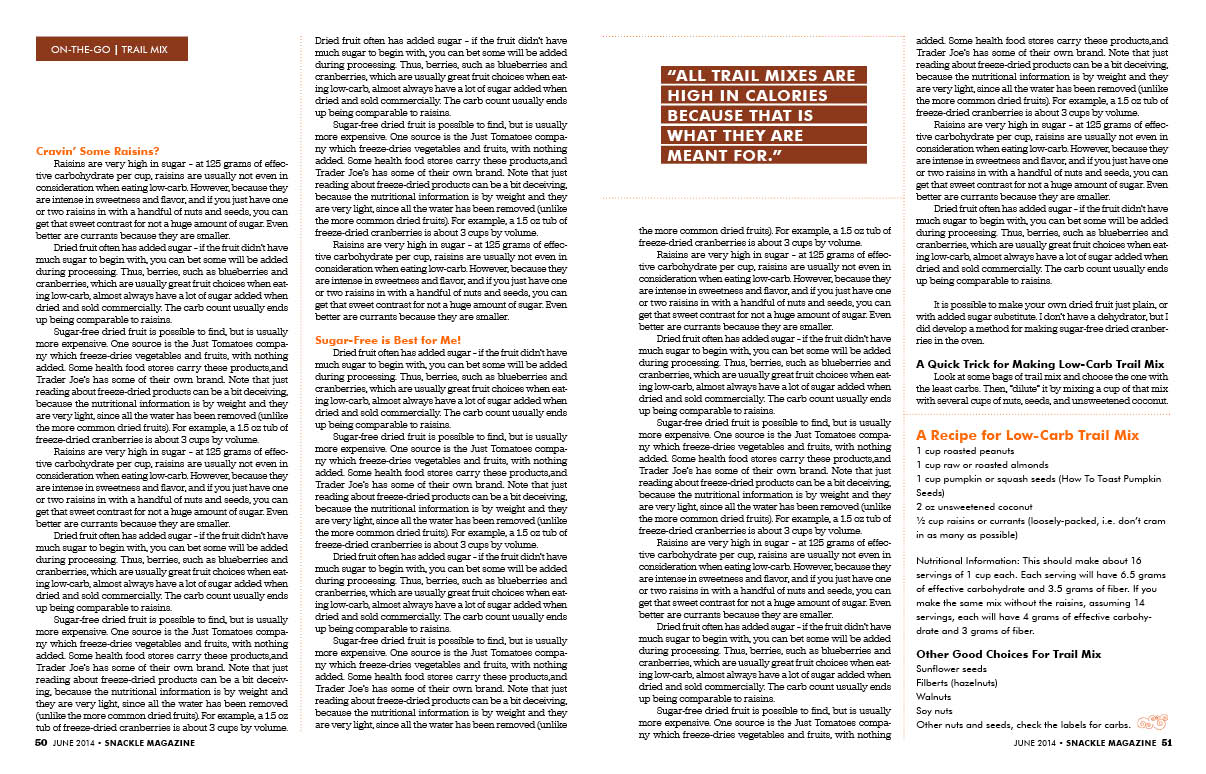 ON-THE-GO | TRAIL MIX
Cravin’ Some Raisins?
Raisins are very high in sugar – at 125 grams of effec-
tive carbohydrate per cup, raisins are usually not even in
consideration when eating low-carb. However, because they
are intense in sweetness and flavor, and if you just have one
or two raisins in with a handful of nuts and seeds, you can
get that sweet contrast for not a huge amount of sugar. Even
better are currants because they are smaller.
Dried fruit often has added sugar – if the fruit didn’t have
much sugar to begin with, you can bet some will be added
during processing. Thus, berries, such as blueberries and
cranberries, which are usually great fruit choices when eat-
ing low-carb, almost always have a lot of sugar added when
dried and sold commercially. The carb count usually ends
up being comparable to raisins.
Sugar-free dried fruit is possible to find, but is usually
more expensive. One source is the Just Tomatoes compa-
ny which freeze-dries vegetables and fruits, with nothing
added. Some health food stores carry these products,and
Trader Joe’s has some of their own brand. Note that just
reading about freeze-dried products can be a bit deceiving,
because the nutritional information is by weight and they
are very light, since all the water has been removed (unlike
the more common dried fruits). For example, a 1.5 oz tub of
freeze-dried cranberries is about 3 cups by volume.
Raisins are very high in sugar – at 125 grams of effec-
tive carbohydrate per cup, raisins are usually not even in
consideration when eating low-carb. However, because they
are intense in sweetness and flavor, and if you just have one
or two raisins in with a handful of nuts and seeds, you can
get that sweet contrast for not a huge amount of sugar. Even
better are currants because they are smaller.
Dried fruit often has added sugar – if the fruit didn’t have
much sugar to begin with, you can bet some will be added
during processing. Thus, berries, such as blueberries and
cranberries, which are usually great fruit choices when eat-
ing low-carb, almost always have a lot of sugar added when
dried and sold commercially. The carb count usually ends
up being comparable to raisins.
Sugar-free dried fruit is possible to find, but is usually
more expensive. One source is the Just Tomatoes compa-
ny which freeze-dries vegetables and fruits, with nothing
added. Some health food stores carry these products,and
Trader Joe’s has some of their own brand. Note that just
reading about freeze-dried products can be a bit deceiv-
ing, because the nutritional information is by weight and
they are very light, since all the water has been removed
(unlike the more common dried fruits). For example, a 1.5 oz
tub of freeze-dried cranberries is about 3 cups by volume.
Dried fruit often has added sugar – if the fruit didn’t have
much sugar to begin with, you can bet some will be added
during processing. Thus, berries, such as blueberries and
cranberries, which are usually great fruit choices when eat-
ing low-carb, almost always have a lot of sugar added when
dried and sold commercially. The carb count usually ends
up being comparable to raisins.
Sugar-free dried fruit is possible to find, but is usually
more expensive. One source is the Just Tomatoes compa-
ny which freeze-dries vegetables and fruits, with nothing
added. Some health food stores carry these products,and
Trader Joe’s has some of their own brand. Note that just
reading about freeze-dried products can be a bit deceiving,
because the nutritional information is by weight and they
are very light, since all the water has been removed (unlike
the more common dried fruits). For example, a 1.5 oz tub of
freeze-dried cranberries is about 3 cups by volume.
Raisins are very high in sugar – at 125 grams of effec-
tive carbohydrate per cup, raisins are usually not even in
consideration when eating low-carb. However, because they
are intense in sweetness and flavor, and if you just have one
or two raisins in with a handful of nuts and seeds, you can
get that sweet contrast for not a huge amount of sugar. Even
better are currants because they are smaller.
Sugar-Free is Best for Me!
Dried fruit often has added sugar – if the fruit didn’t have
much sugar to begin with, you can bet some will be added
during processing. Thus, berries, such as blueberries and
cranberries, which are usually great fruit choices when eat-
ing low-carb, almost always have a lot of sugar added when
dried and sold commercially. The carb count usually ends
up being comparable to raisins.
Sugar-free dried fruit is possible to find, but is usually
more expensive. One source is the Just Tomatoes compa-
ny which freeze-dries vegetables and fruits, with nothing
added. Some health food stores carry these products,and
Trader Joe’s has some of their own brand. Note that just
reading about freeze-dried products can be a bit deceiving,
because the nutritional information is by weight and they
are very light, since all the water has been removed (unlike
the more common dried fruits). For example, a 1.5 oz tub of
freeze-dried cranberries is about 3 cups by volume.
Dried fruit often has added sugar – if the fruit didn’t have
much sugar to begin with, you can bet some will be added
during processing. Thus, berries, such as blueberries and
cranberries, which are usually great fruit choices when eat-
ing low-carb, almost always have a lot of sugar added when
dried and sold commercially. The carb count usually ends
up being comparable to raisins.
Sugar-free dried fruit is possible to find, but is usually
more expensive. One source is the Just Tomatoes compa-
ny which freeze-dries vegetables and fruits, with nothing
added. Some health food stores carry these products,and
Trader Joe’s has some of their own brand. Note that just
reading about freeze-dried products can be a bit deceiving,
because the nutritional information is by weight and they
are very light, since all the water has been removed (unlike
50 JUNE 2014 • SNACKLE MAGAZINE
“ALL TRAIL MIXES ARE
HIGH IN CALORIES
BECAUSE THAT IS
WHAT THEY ARE
MEANT FOR.”
the more common dried fruits). For example, a 1.5 oz tub of
freeze-dried cranberries is about 3 cups by volume.
Raisins are very high in sugar – at 125 grams of effec-
tive carbohydrate per cup, raisins are usually not even in
consideration when eating low-carb. However, because they
are intense in sweetness and flavor, and if you just have one
or two raisins in with a handful of nuts and seeds, you can
get that sweet contrast for not a huge amount of sugar. Even
better are currants because they are smaller.
Dried fruit often has added sugar – if the fruit didn’t have
much sugar to begin with, you can bet some will be added
during processing. Thus, berries, such as blueberries and
cranberries, which are usually great fruit choices when eat-
ing low-carb, almost always have a lot of sugar added when
dried and sold commercially. The carb count usually ends
up being comparable to raisins.
Sugar-free dried fruit is possible to find, but is usually
more expensive. One source is the Just Tomatoes compa-
ny which freeze-dries vegetables and fruits, with nothing
added. Some health food stores carry these products,and
Trader Joe’s has some of their own brand. Note that just
reading about freeze-dried products can be a bit deceiving,
because the nutritional information is by weight and they
are very light, since all the water has been removed (unlike
the more common dried fruits). For example, a 1.5 oz tub of
freeze-dried cranberries is about 3 cups by volume.
Raisins are very high in sugar – at 125 grams of effec-
tive carbohydrate per cup, raisins are usually not even in
consideration when eating low-carb. However, because they
are intense in sweetness and flavor, and if you just have one
or two raisins in with a handful of nuts and seeds, you can
get that sweet contrast for not a huge amount of sugar. Even
better are currants because they are smaller.
Dried fruit often has added sugar – if the fruit didn’t have
much sugar to begin with, you can bet some will be added
during processing. Thus, berries, such as blueberries and
cranberries, which are usually great fruit choices when eat-
ing low-carb, almost always have a lot of sugar added when
dried and sold commercially. The carb count usually ends
up being comparable to raisins.
Sugar-free dried fruit is possible to find, but is usually
more expensive. One source is the Just Tomatoes compa-
ny which freeze-dries vegetables and fruits, with nothing
added. Some health food stores carry these products,and
Trader Joe’s has some of their own brand. Note that just
reading about freeze-dried products can be a bit deceiving,
because the nutritional information is by weight and they
are very light, since all the water has been removed (unlike
the more common dried fruits). For example, a 1.5 oz tub of
freeze-dried cranberries is about 3 cups by volume.
Raisins are very high in sugar – at 125 grams of effec-
tive carbohydrate per cup, raisins are usually not even in
consideration when eating low-carb. However, because they
are intense in sweetness and flavor, and if you just have one
or two raisins in with a handful of nuts and seeds, you can
get that sweet contrast for not a huge amount of sugar. Even
better are currants because they are smaller.
Dried fruit often has added sugar – if the fruit didn’t have
much sugar to begin with, you can bet some will be added
during processing. Thus, berries, such as blueberries and
cranberries, which are usually great fruit choices when eat-
ing low-carb, almost always have a lot of sugar added when
dried and sold commercially. The carb count usually ends
up being comparable to raisins.
It is possible to make your own dried fruit just plain, or
with added sugar substitute. I don’t have a dehydrator, but I
did develop a method for making sugar-free dried cranber-
ries in the oven.
A Quick Trick for Making Low-Carb Trail Mix
Look at some bags of trail mix and choose the one with
the least carbs. Then, “dilute” it by mixing a cup of that mix
with several cups of nuts, seeds, and unsweetened coconut.
A Recipe for Low-Carb Trail Mix
1 cup roasted peanuts
1 cup raw or roasted almonds
1 cup pumpkin or squash seeds (How To Toast Pumpkin
Seeds)
2 oz unsweetened coconut
½ cup raisins or currants (loosely-packed, i.e. don’t cram
in as many as possible)
Nutritional Information: This should make about 16
servings of 1 cup each. Each serving will have 6.5 grams
of effective carbohydrate and 3.5 grams of fiber. If you
make the same mix without the raisins, assuming 14
servings, each will have 4 grams of effective carbohy-
drate and 3 grams of fiber.
Other Good Choices For Trail Mix
Sunflower seeds
Filberts (hazelnuts)
Walnuts
Soy nuts
Other nuts and seeds, check the labels for carbs.
JUNE 2014 • SNACKLE MAGAZINE 51